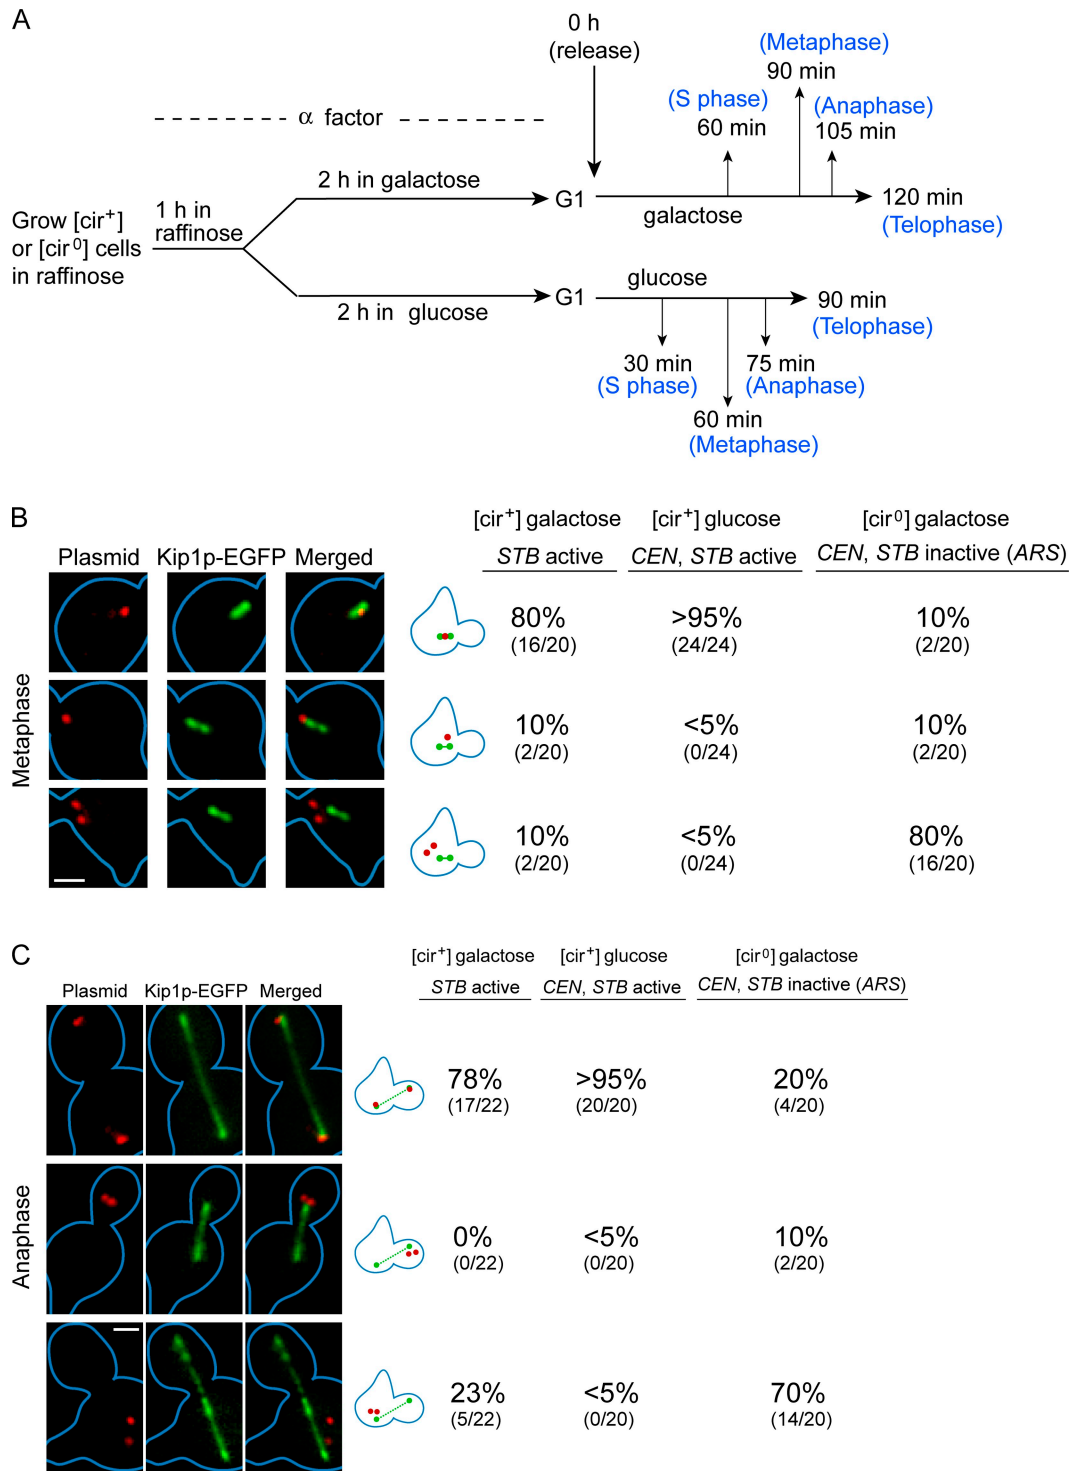 A
0 h
(release)
(Metaphase)
90 min
(S phase)
60 min
(Anaphase)
105 min
α factor
2 h in galactose
G1
galactose
120 min
(Telophase)
Grow [cir+]
or [cir0] cells
in raffinose
1 h in
raffinose
2 h in glucose
G1
glucose
90 min
(Telophase)
30 min
(S phase)
75 min
(Anaphase)
60 min
(Metaphase)
B
[cir+] galactose
[cir+] glucose
[cir0] galactose
Plasmid
Kip1p-EGFP
Merged
STB active
CEN, STB active
CEN, STB inactive (ARS)
Metaphase
80%
(16/20)
>95%
(24/24)
10%
(2/20)
10%
(2/20)
<5%
(0/24)
10%
(2/20)
10%
(2/20)
<5%
(0/24)
80%
(16/20)
C
[cir+] galactose
[cir+] glucose
[cir0] galactose
Plasmid
Kip1p-EGFP
Merged
STB active
CEN, STB active
CEN, STB inactive (ARS)
Anaphase
78%
(17/22)
>95%
(20/20)
20%
(4/20)
0%
(0/22)
<5%
(0/20)
10%
(2/20)
23%
(5/22)
<5%
(0/20)
70%
(14/20)